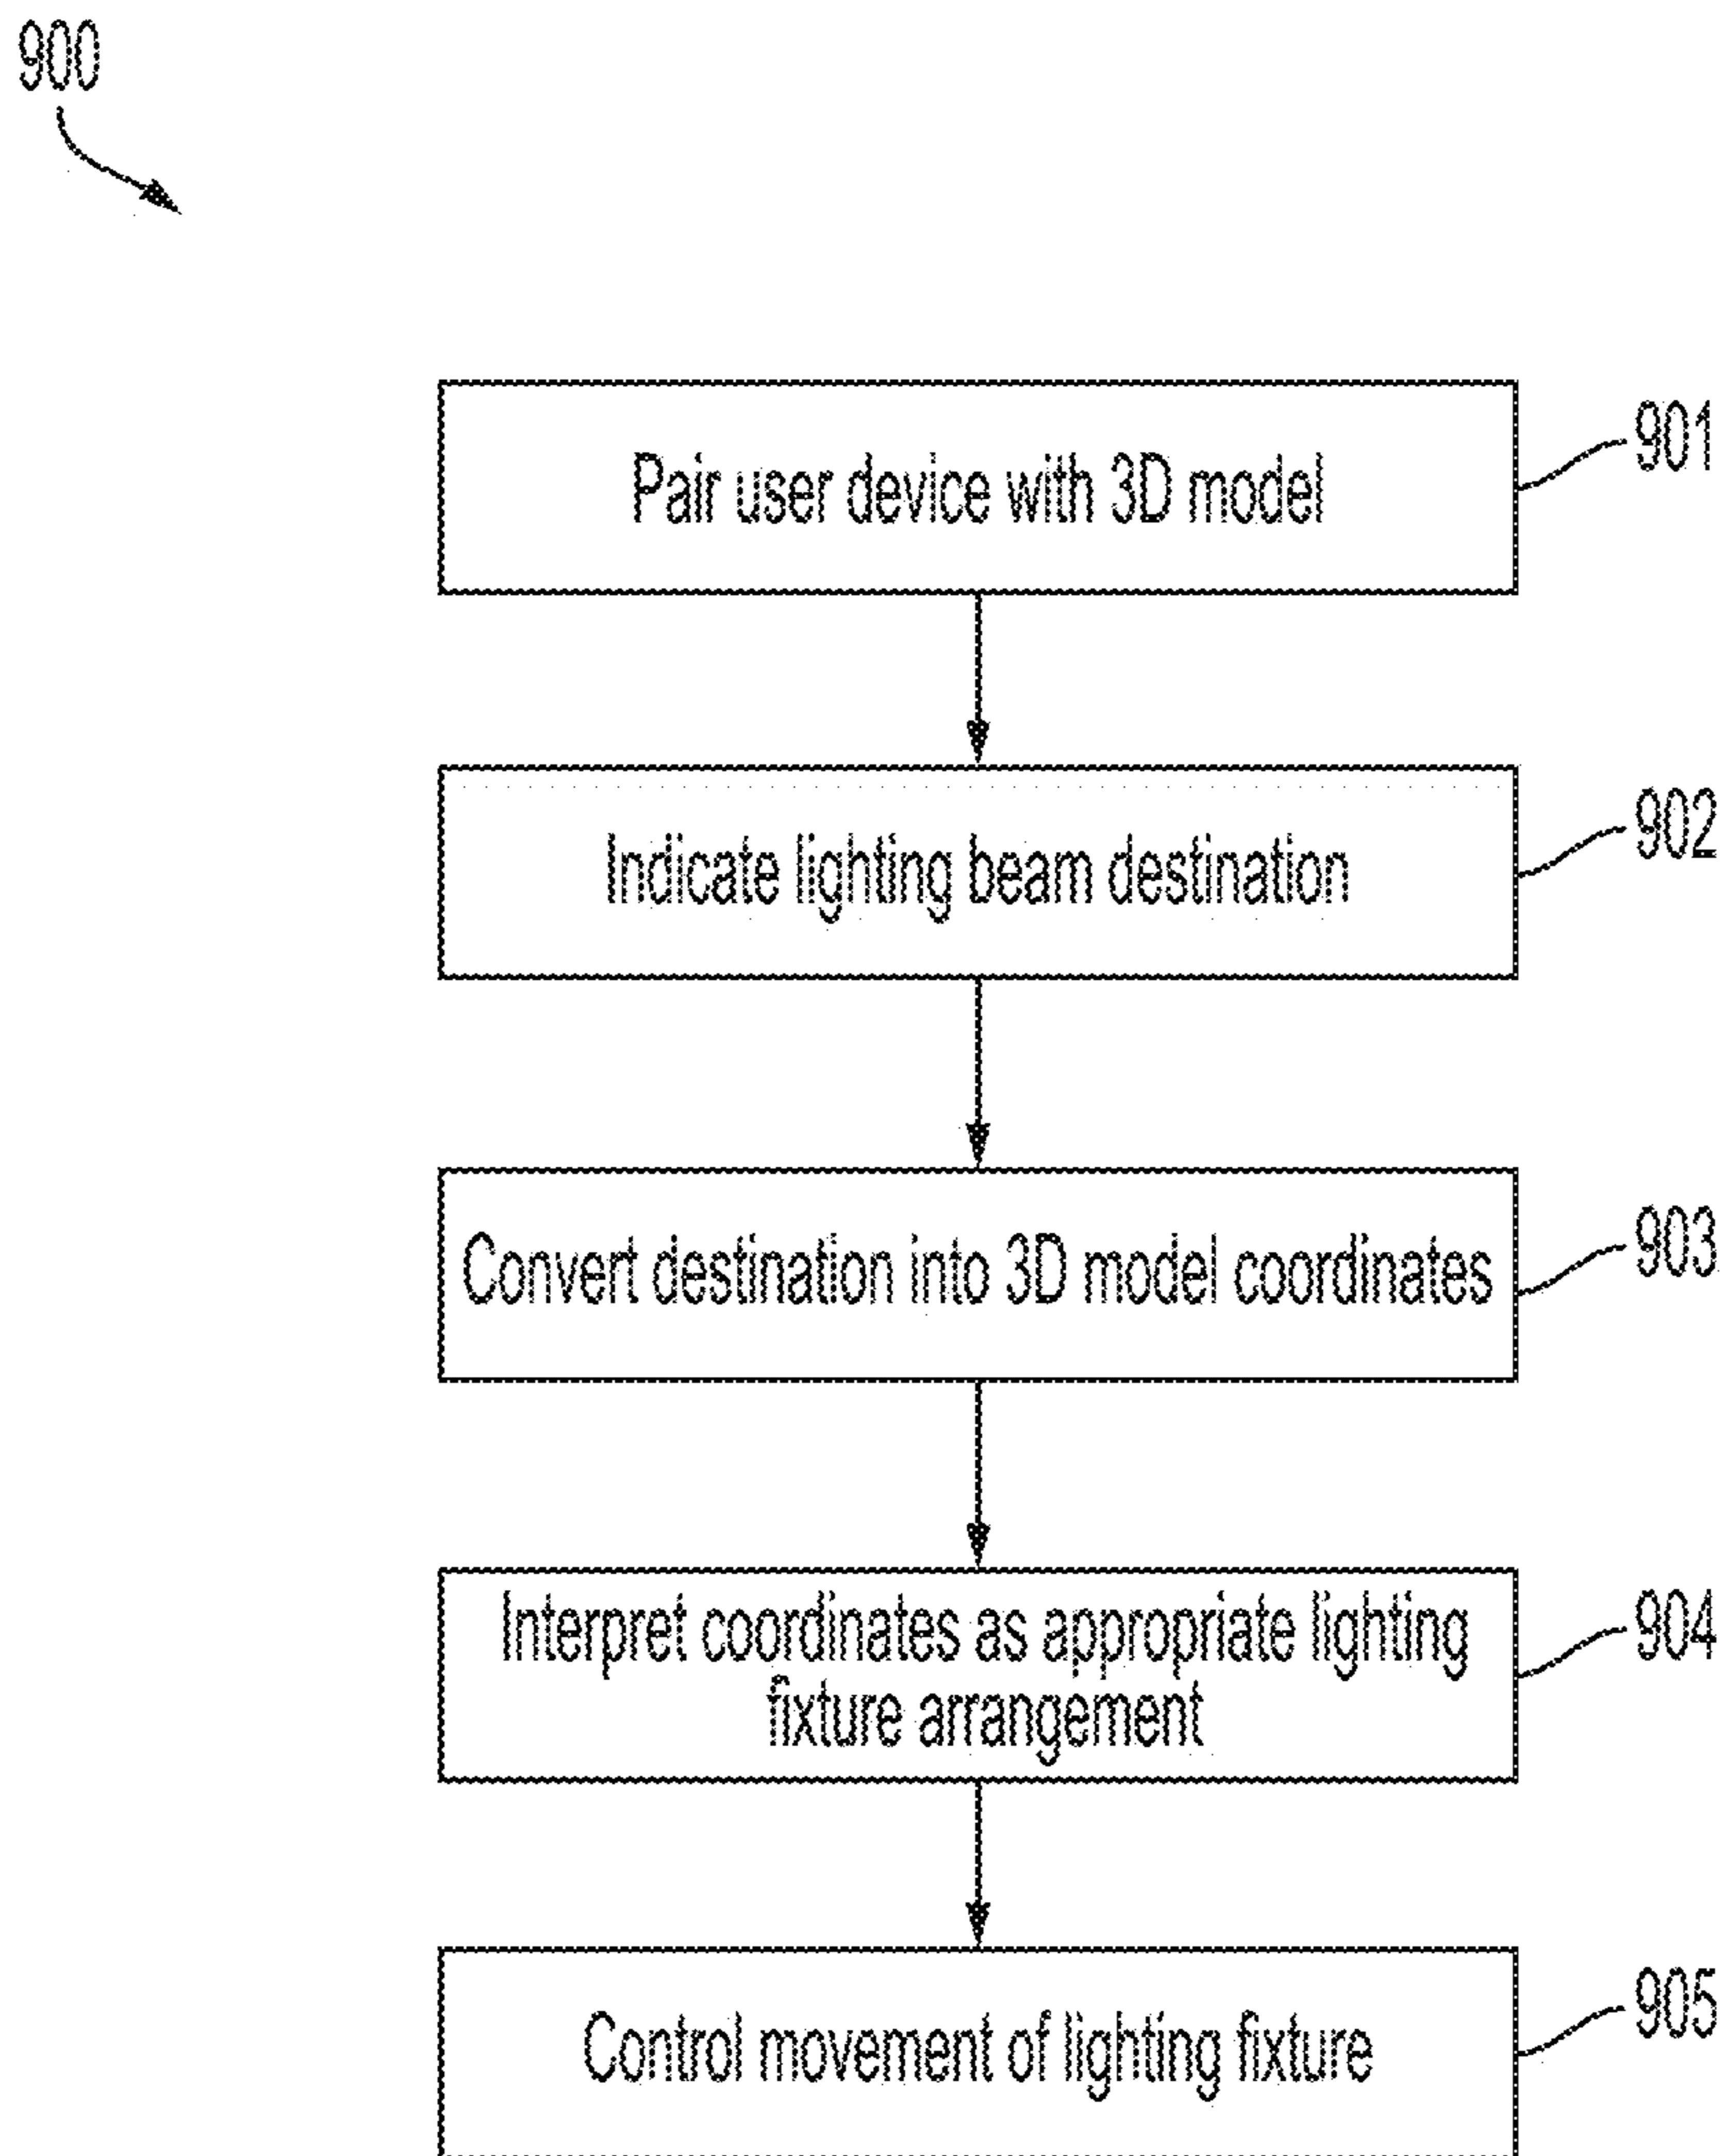 900
Pair user device with 3D model
901
Indicate lighting beam destination
902
Convert destination into 3D model coordinates
903
Interpret coordinates as appropriate lighting
fixture arrangement
904
Control movement of lighting fixture
905